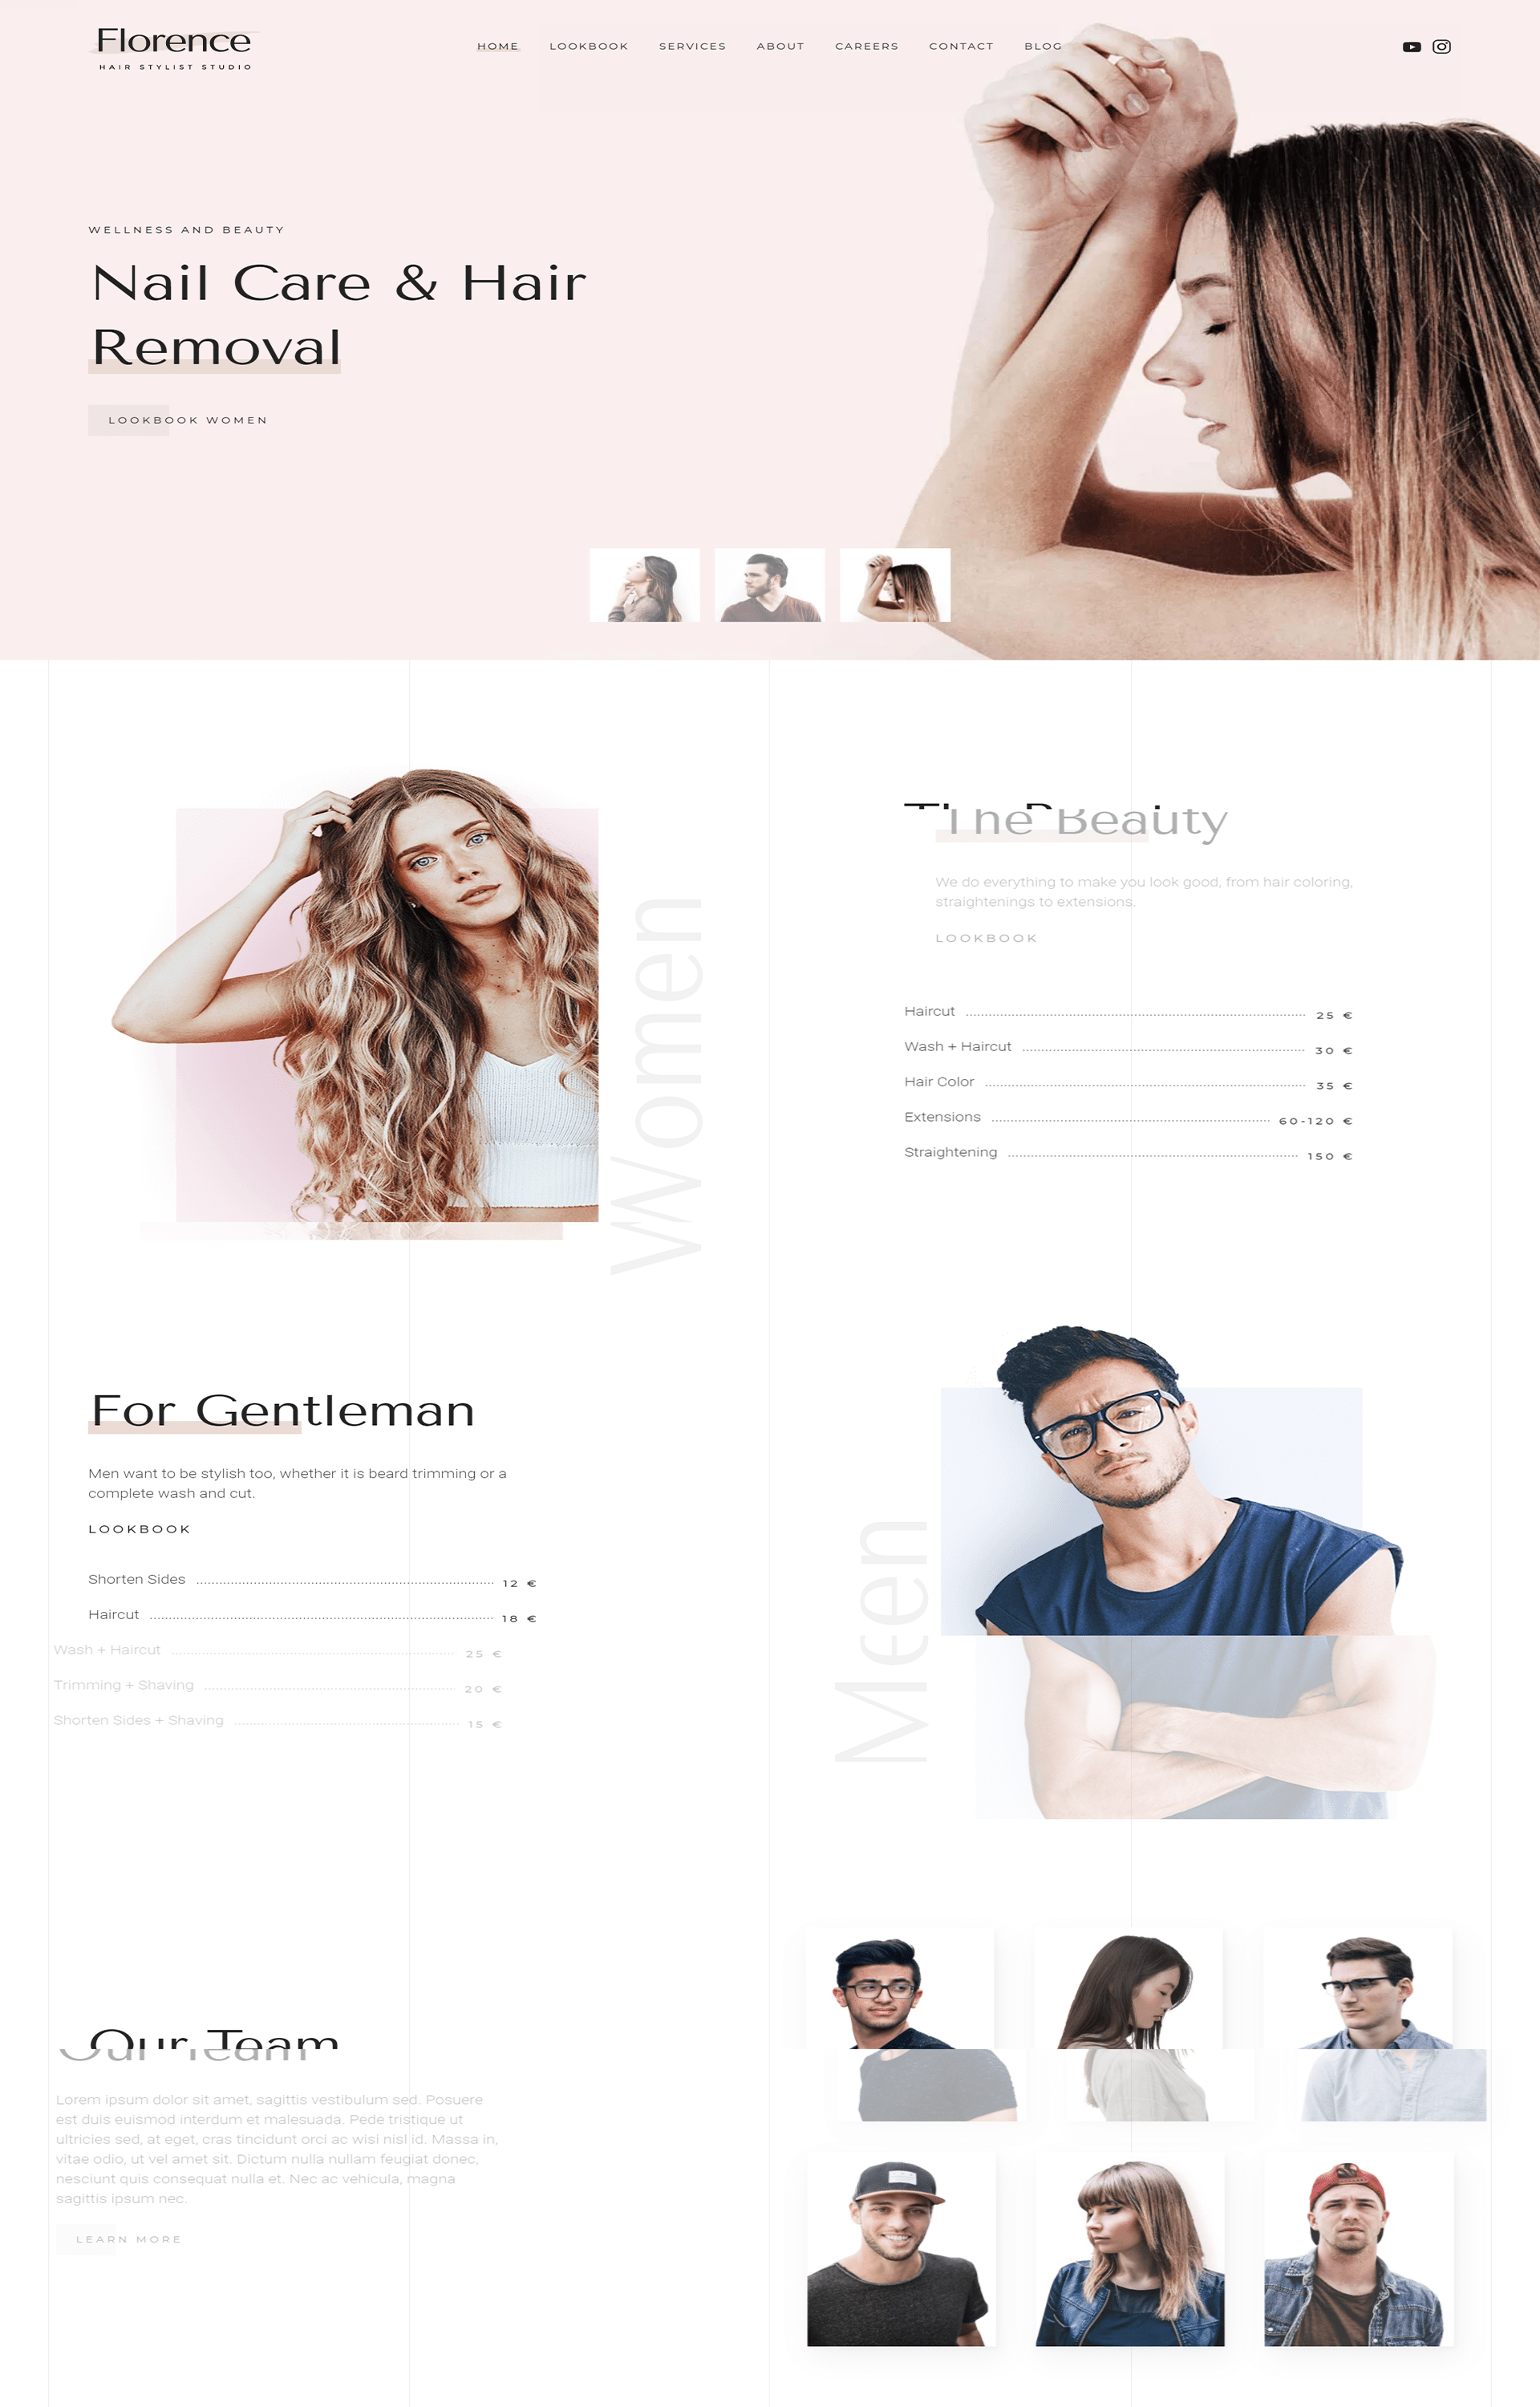 Florence
HAIR STYLIST STUDIO
HOME LOOKBOOK SERVICES ABOUT CAREERS CONTACT BLOG
WELLNESS AND BEAUTY
Nail Care & Hair
Removal
LOOKBOOK WOMEN
Women
The Beauty
We do everything to make you look good, from hair coloring,
straightenings to extensions.
LOOKBOOK
Haircut 25 €
Wash + Haircut 30 €
Hair Color 35 €
Extensions 60-120 €
Straightening 150 €
For Gentleman
Men want to be stylish too, whether it is beard trimming or a
complete wash and cut.
LOOKBOOK
Shorten Sides 12 €
Haircut 18 €
Wash + Haircut 25 €
Trimming + Shaving 20 €
Shorten Sides + Shaving 15 €
Men
Our Team
Lorem ipsum dolor sit amet, sagittis vestibulum sed. Posuere
est duis euismod interdum et malesuada. Pede tristique ut
ultricies sed, at eget, cras tincidunt orci ac wisi nisl id. Massa in,
vitae odio, ut vel amet sit. Dictum nulla nullam feugiat donec,
nesciunt quis consequat nulla et. Nec ac vehicula, magna
sagittis ipsum nec.
LEARN MORE